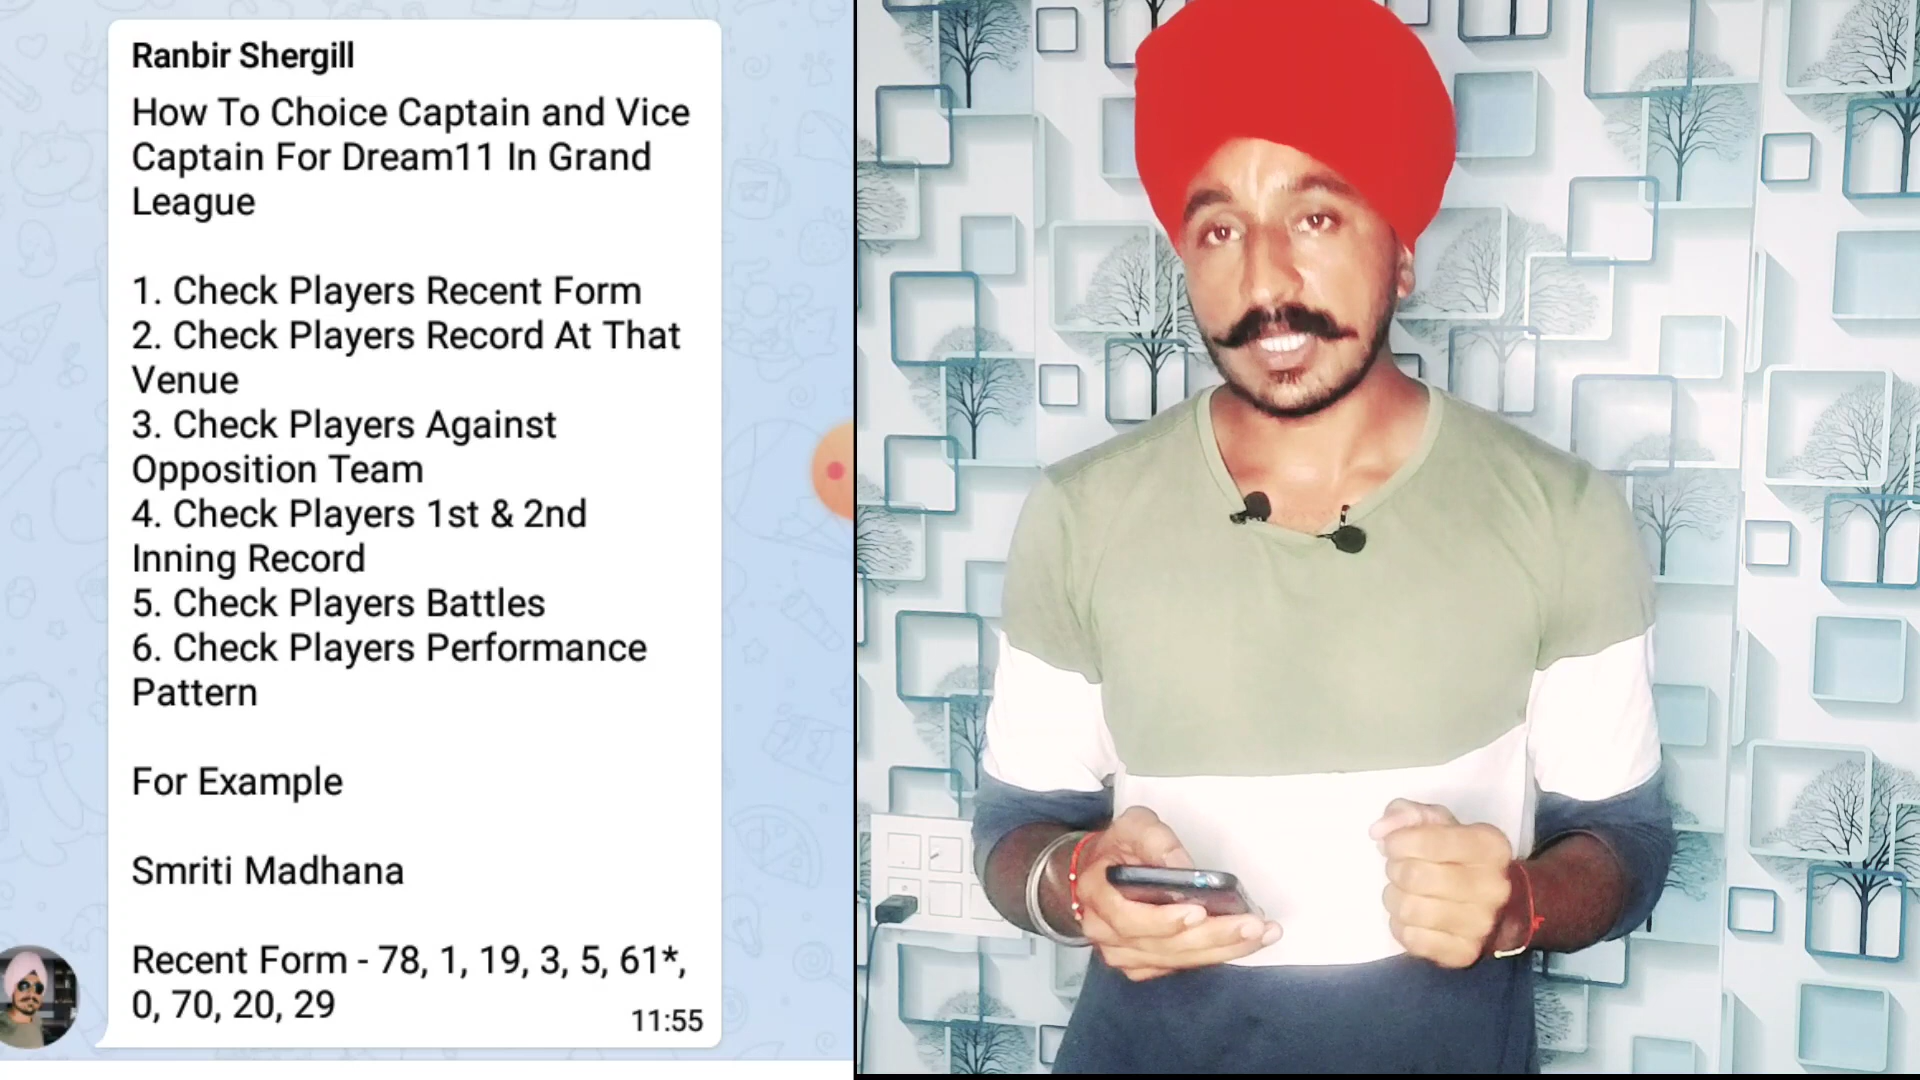 Ranbir Shergill
How To Choice Captain and Vice
Captain For Dream11 In Grand
League
1. Check Players Recent Form
2. Check Players Record At That
Venue
3. Check Players Against
Opposition Team
4. Check Players 1st & 2nd
Inning Record
5. Check Players Battles
6. Check Players Performance
Pattern
For Example
Smriti Madhana
Recent Form - 78, 1, 19, 3, 5, 61*,
0, 70, 20, 29
11:55